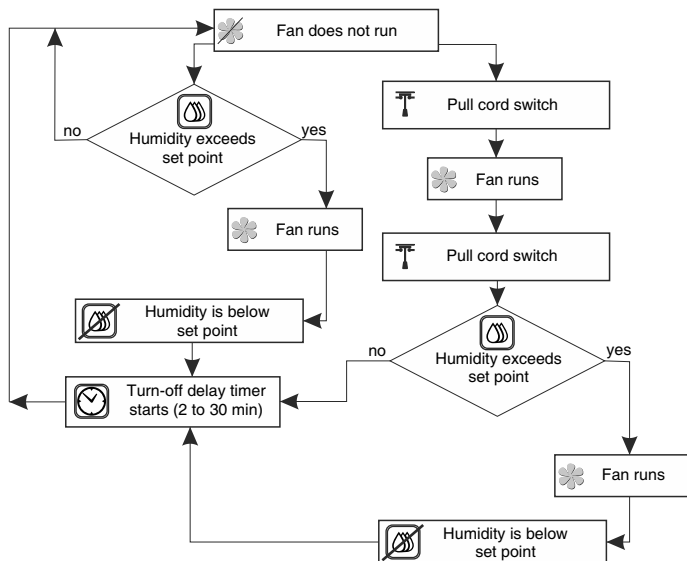 Fan does not run
Pull cord switch
no
Humidity exceeds
set point
yes
Fan runs
Fan runs
Pull cord switch
Humidity is below
set point
no
Humidity exceeds
set point
yes
Turn-off delay timer
starts (2 to 30 min)
Fan runs
Humidity is below
set point